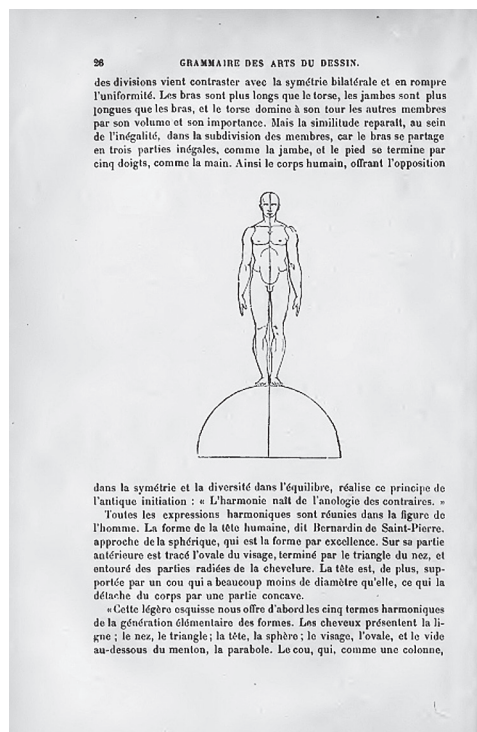 26 GRAMMAIRE DES ARTS DU DESSIN.
des divisions vient contraster avec la symétrie bilatérale et en rompre
l'uniformité. Les bras sont plus longs que le torse, les jambes sont plus
longues que les bras, et le torse domine à son tour les autres membres
par son volume et son importance. Mais la similitude reparaît, au sein
de l'inégalité, dans la subdivision des membres, car le bras se partage
en trois parties inégales, comme la jambe, et le pied se termine par
cinq doigts, comme la main. Ainsi le corps humain, offrant l'opposition
dans la symétrie et la diversité dans l'équilibre, réalise ce principe de
l'antique initiation : « L'harmonie naît de l'anologie des contraires. »
Toutes les expressions harmoniques sont réunies dans la figure de
l'homme. La forme de la tête humaine, dit Bernardin de Saint-Pierre.
approche de la sphérique, qui est la forme par excellence. Sur sa partie
antérieure est tracé l'ovale du visage, terminé par le triangle du nez, et
entouré des parties radiées de la chevelure. La tête est, de plus, sup-
portée par un cou qui a beaucoup moins de diamètre qu'elle, ce qui la
détache du corps par une partie concave.
« Cette légère esquisse nous offre d'abord les cinq termes harmoniques
de la génération élémentaire des formes. Les cheveux présentent la li-
gne ; le nez, le triangle ; la tête, la sphère ; le visage, l'ovale, et le vide
au-dessous du menton, la parabole. Le cou, qui, comme une colonne,